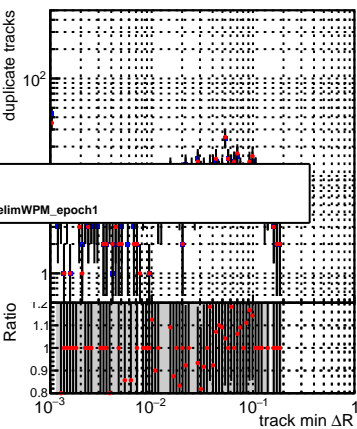 duplicate tracks
10²
elimWPM_epoch1
1
Ratio
1.2
1.1
1
0.9
0.8
10⁻³
10⁻²
10⁻¹
1
track min ΔR